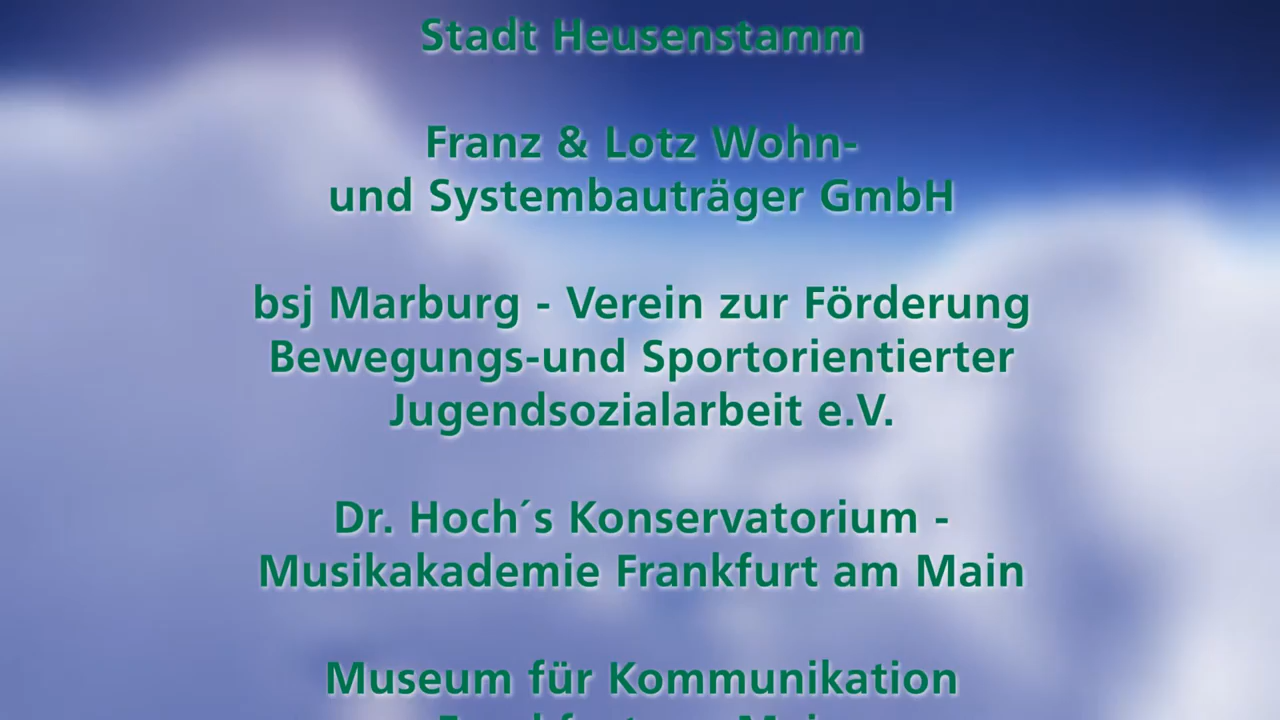 Stadt Heusenstamm
Franz & Lotz Wohn-
und Systembauträger GmbH
bsj Marburg - Verein zur Förderung
Bewegungs-und Sportorientierter
Jugendsozialarbeit e.V.
Dr. Hoch´s Konservatorium -
Musikakademie Frankfurt am Main
Museum für Kommunikation